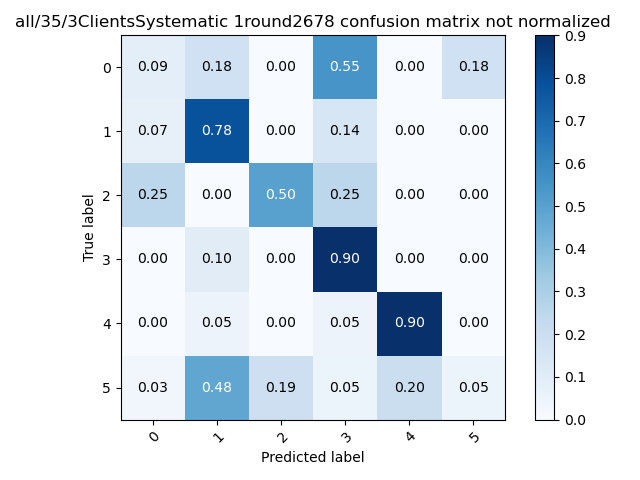 all/35/3ClientsSystematic 1round2678 confusion matrix not normalized
True label
0 0.09 0.18 0.00 0.55 0.00 0.18
1 0.07 0.78 0.00 0.14 0.00 0.00
2 0.25 0.00 0.50 0.25 0.00 0.00
3 0.00 0.10 0.00 0.90 0.00 0.00
4 0.00 0.05 0.00 0.05 0.90 0.00
5 0.03 0.48 0.19 0.05 0.20 0.05
0 1 2 3 4 5
Predicted label
0.9
0.8
0.7
0.6
0.5
0.4
0.3
0.2
0.1
0.0